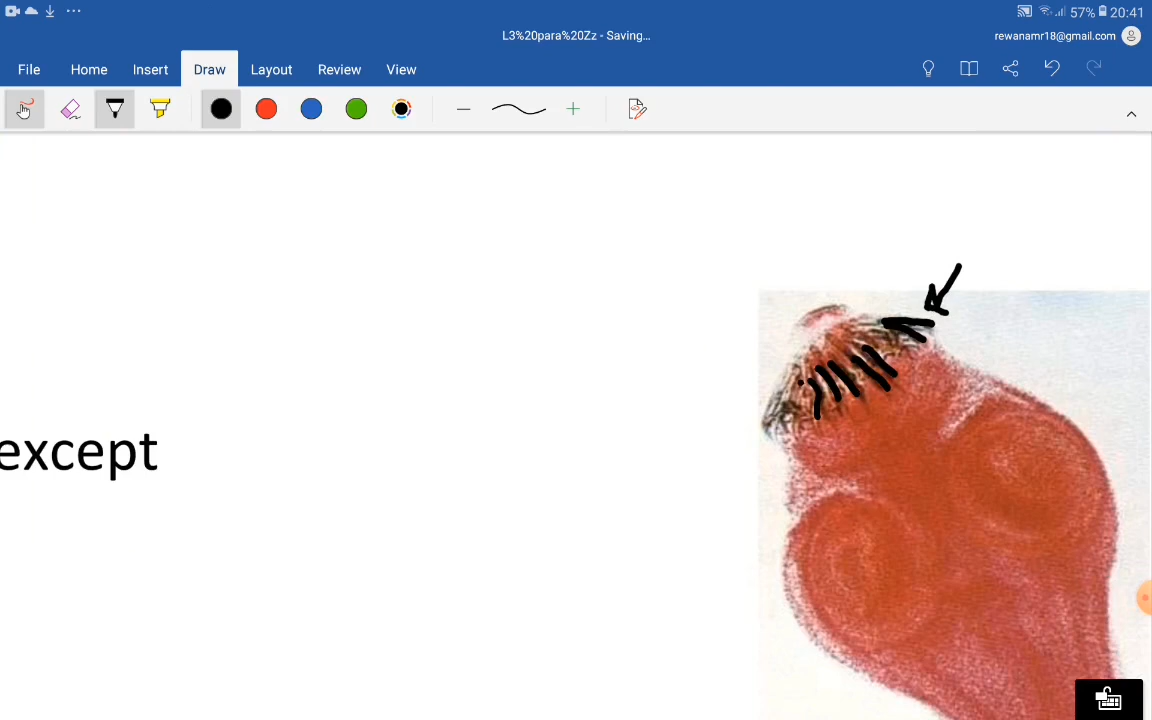 57% 20:41
L3%20para%20Zz - Saving...
rewanamr18@gmail.com
File Home Insert Draw Layout Review View
except